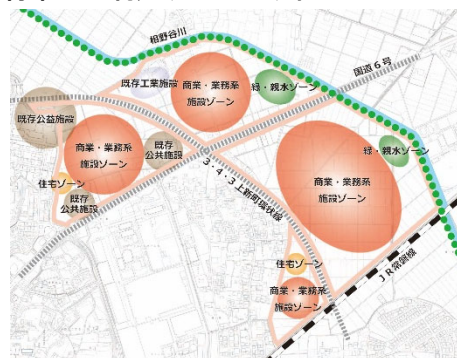 相野谷川
国道6号
既存工業施設
商業・業務系
施設ゾーン
緑・親水ゾーン
既存公益施設
商業・業務系
施設ゾーン
既存
公共施設
住宅ゾーン
既存
公共施設
3・4・3上新町環状線
緑・親水ゾーン
商業・業務系
施設ゾーン
住宅ゾーン
商業・業務系
施設ゾーン
JR常磐線